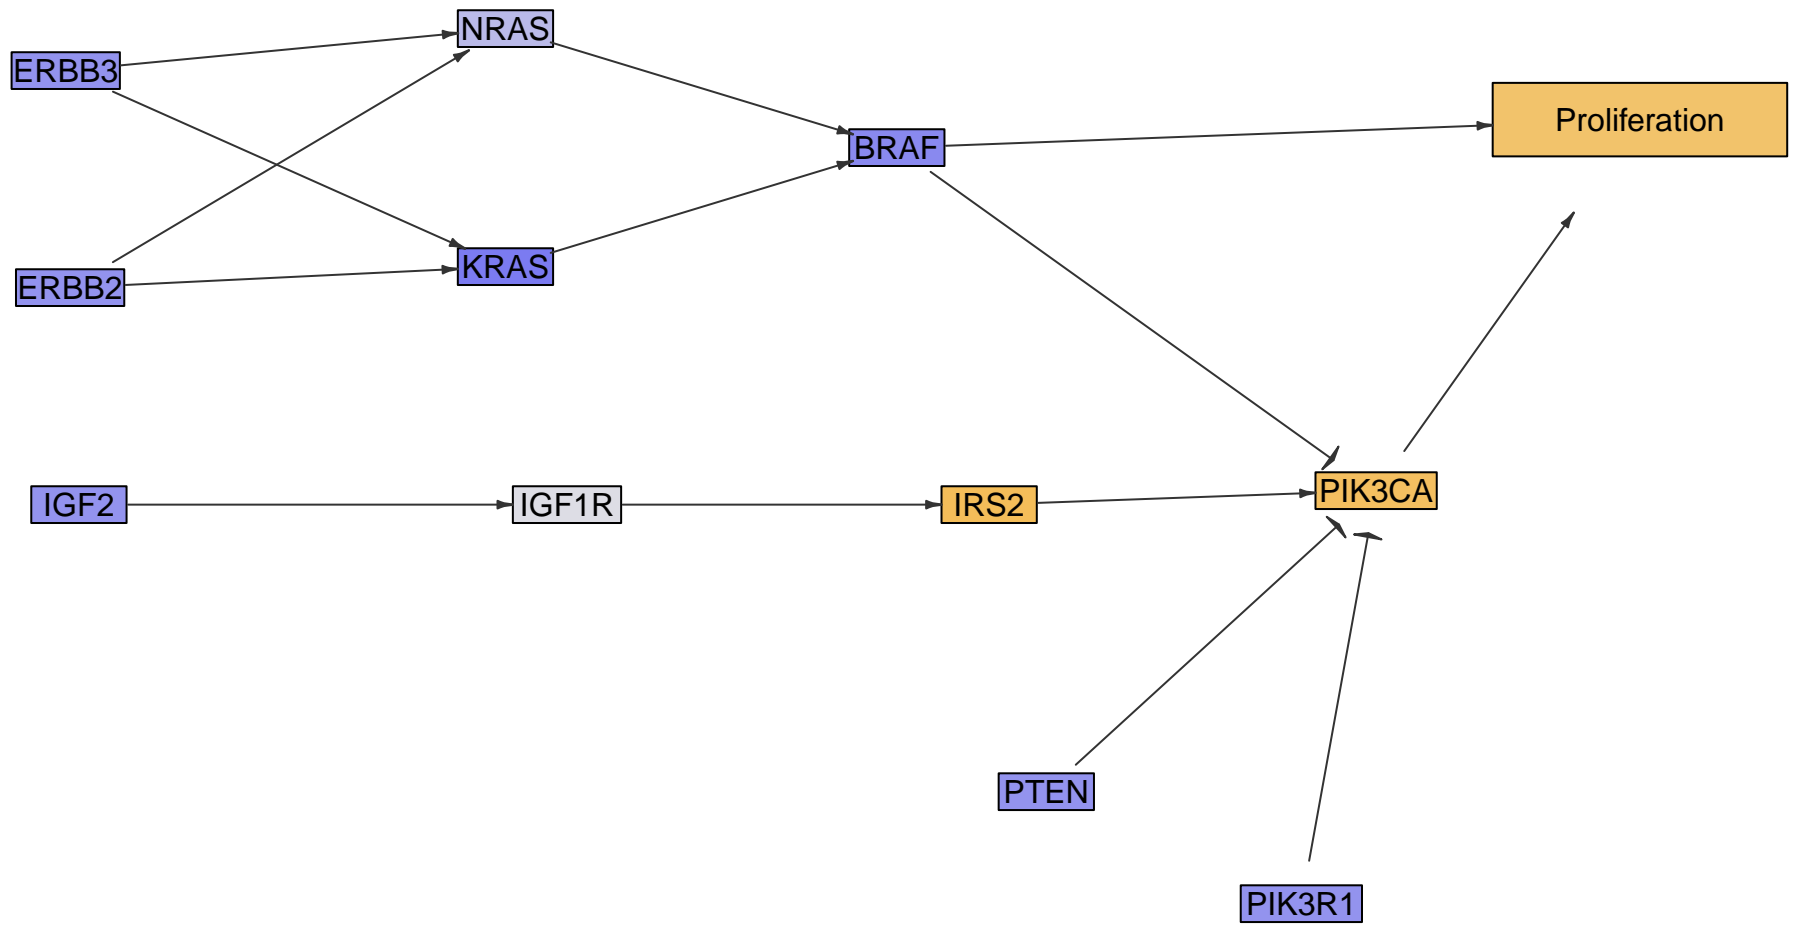 NRAS
ERBB3
Proliferation
BRAF
KRAS
ERBB2
PIK3CA
IGF2
IGF1R
IRS2
PTEN
PIK3R1